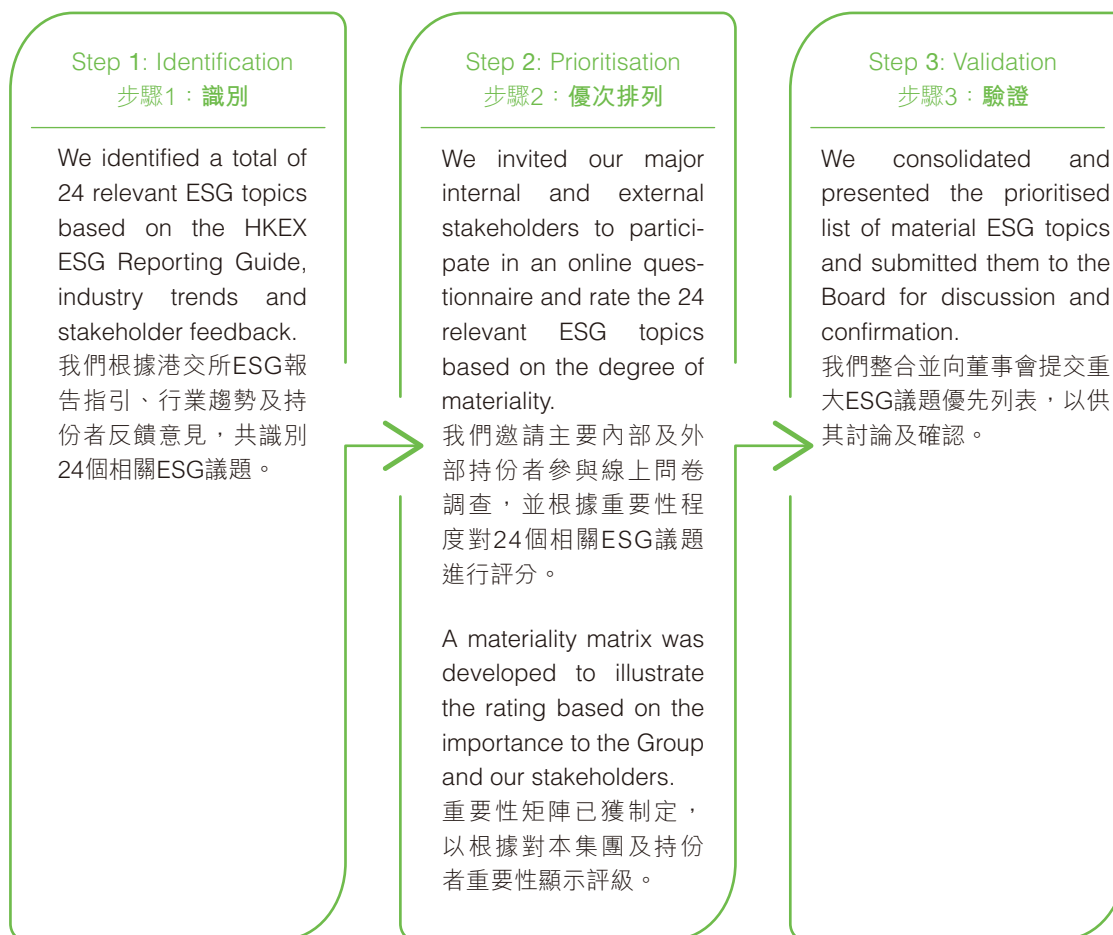 Step 1: Identification
步驟1：識別
We identified a total of
24 relevant ESG topics
based on the HKEX
ESG Reporting Guide,
industry trends and
stakeholder feedback.
我們根據港交所ESG報
告指引、行業趨勢及持
份者反饋意見，共識別
24個相關ESG議題。
Step 2: Prioritisation
步驟2：優次排列
We invited our major
internal and external
stakeholders to partici-
pate in an online ques-
tionnaire and rate the 24
relevant ESG topics
based on the degree of
materiality.
我們邀請主要內部及外
部持份者參與線上問卷
調查，並根據重要性程
度對24個相關ESG議題
進行評分。
A materiality matrix was
developed to illustrate
the rating based on the
importance to the Group
and our stakeholders.
重要性矩陣已獲制定，
以根據對本集團及持份
者重要性顯示評級。
Step 3: Validation
步驟3：驗證
We consolidated and
presented the prioritised
list of material ESG topics
and submitted them to the
Board for discussion and
confirmation.
我們整合並向董事會提交重
大ESG議題優先列表，以供
其討論及確認。